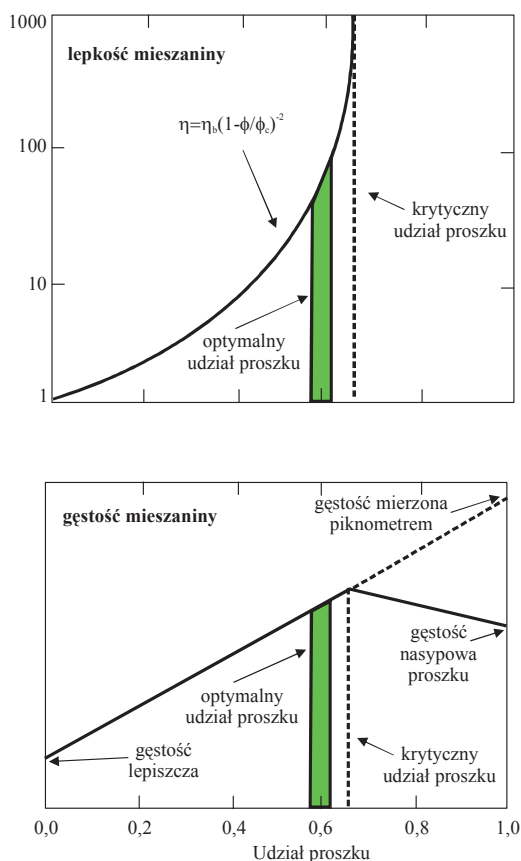 1000
lepkość mieszaniny
η=ηb(1-ϕ/ϕc)-2
100
krytyczny
udział proszku
10
optymalny
udział proszku
1
gęstość mieszaniny
gęstość mierzona
piknometrem
gęstość
nasypowa
proszku
optymalny
udział proszku
gęstość
lepiszcza
krytyczny
udział proszku
0,0 0,2 0,4 0,6 0,8 1,0
Udział proszku